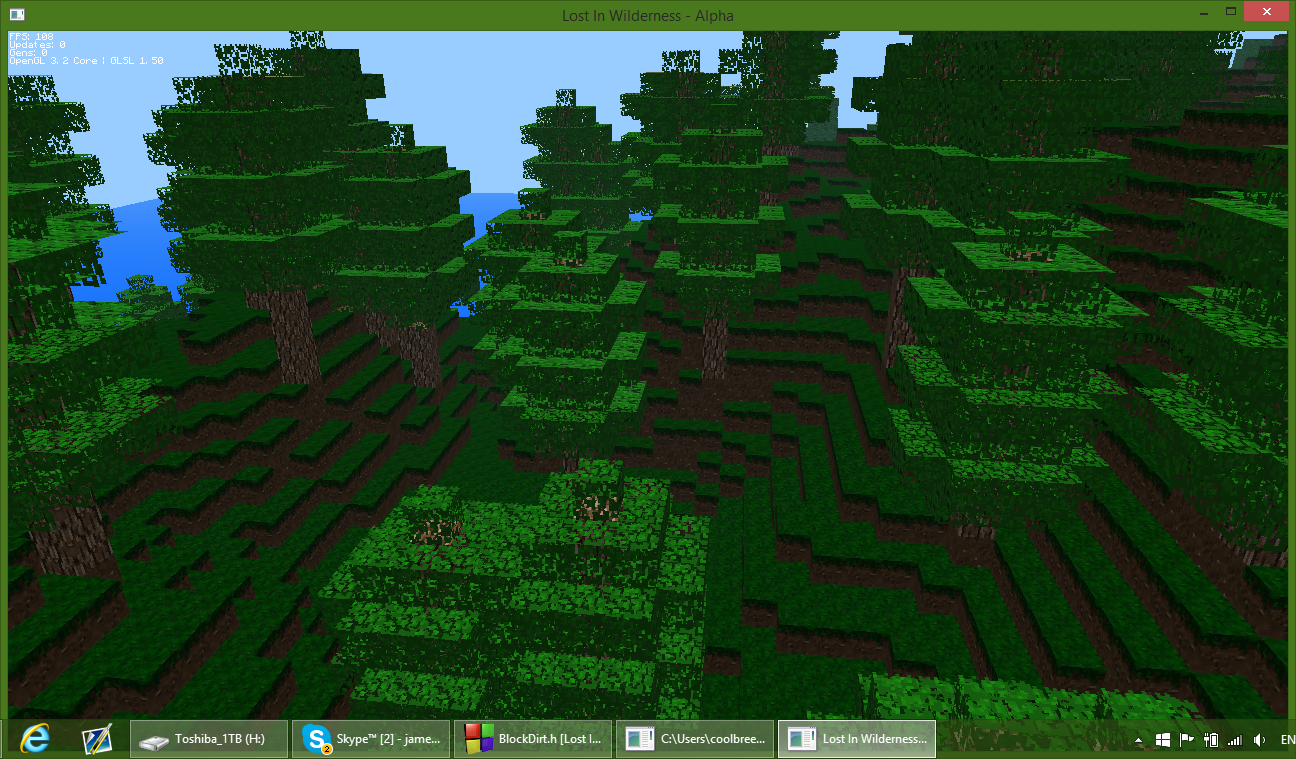 Lost In Wilderness - Alpha
FPS: 108
Updates: 0
Gens: 0
OpenGL 3.2 Core | GLSL 1.50
Toshiba_1TB (H:)
2
Skype™ [2] - jame...
BlockDirt.h [Lost I...
C:\Users\coolbree...
Lost In Wilderness...
EN